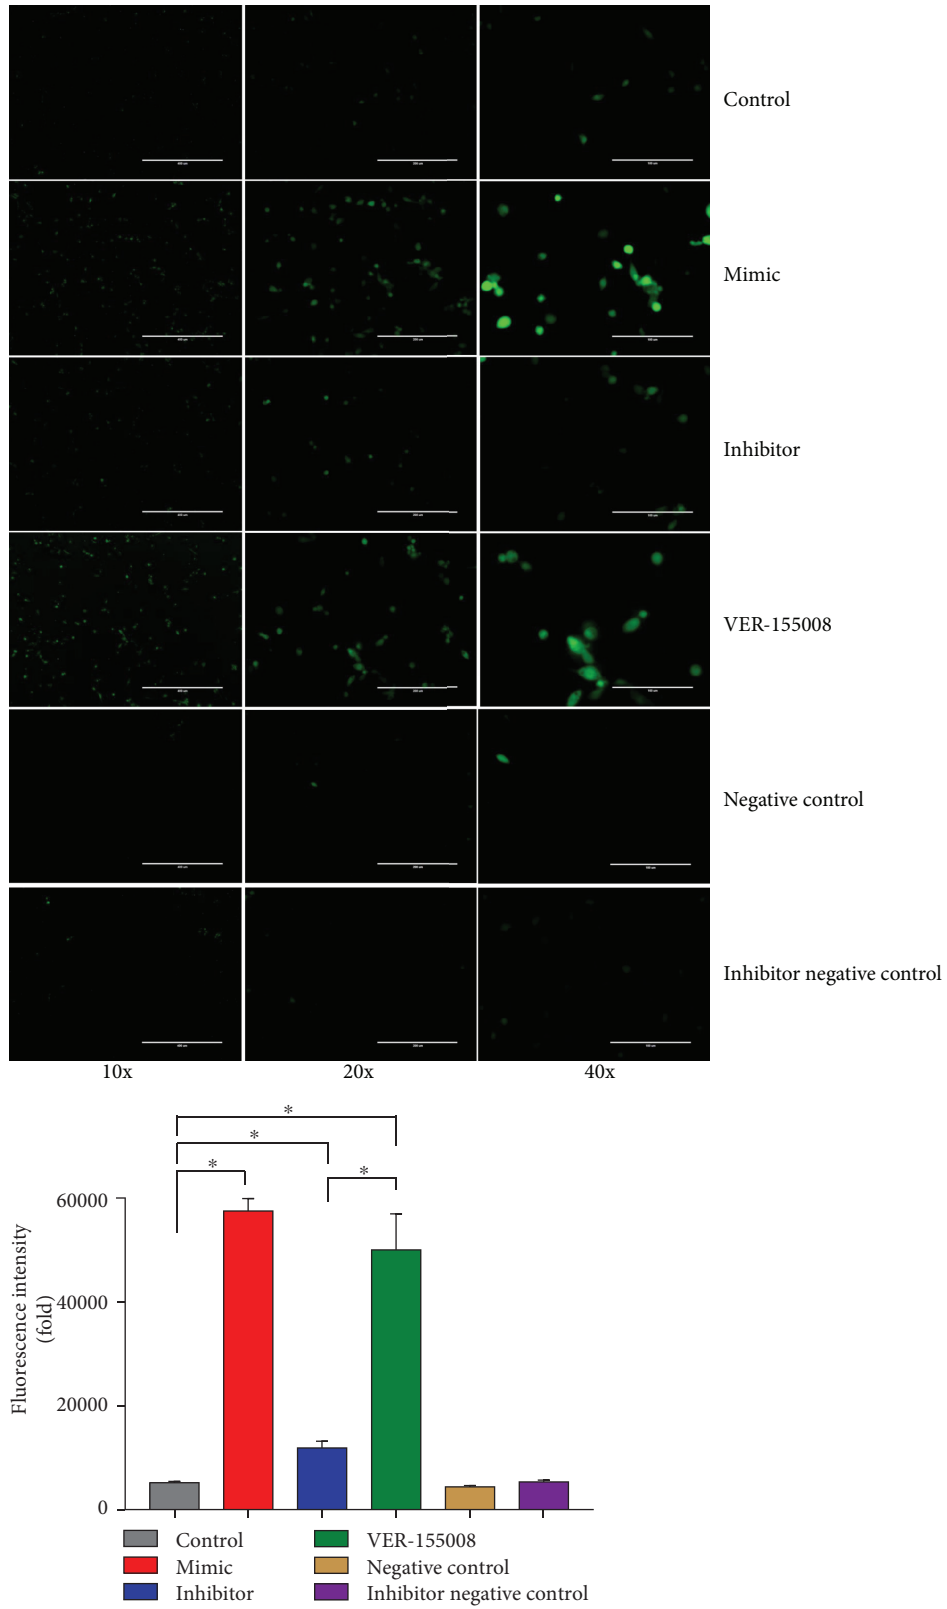 Control
Mimic
Inhibitor
VER-155008
Negative control
Inhibitor negative control
10x 20x 40x
*
*
* *
Fluorescence intensity
(fold)
60000
40000
20000
0
Control VER-155008
Mimic Negative control
Inhibitor Inhibitor negative control